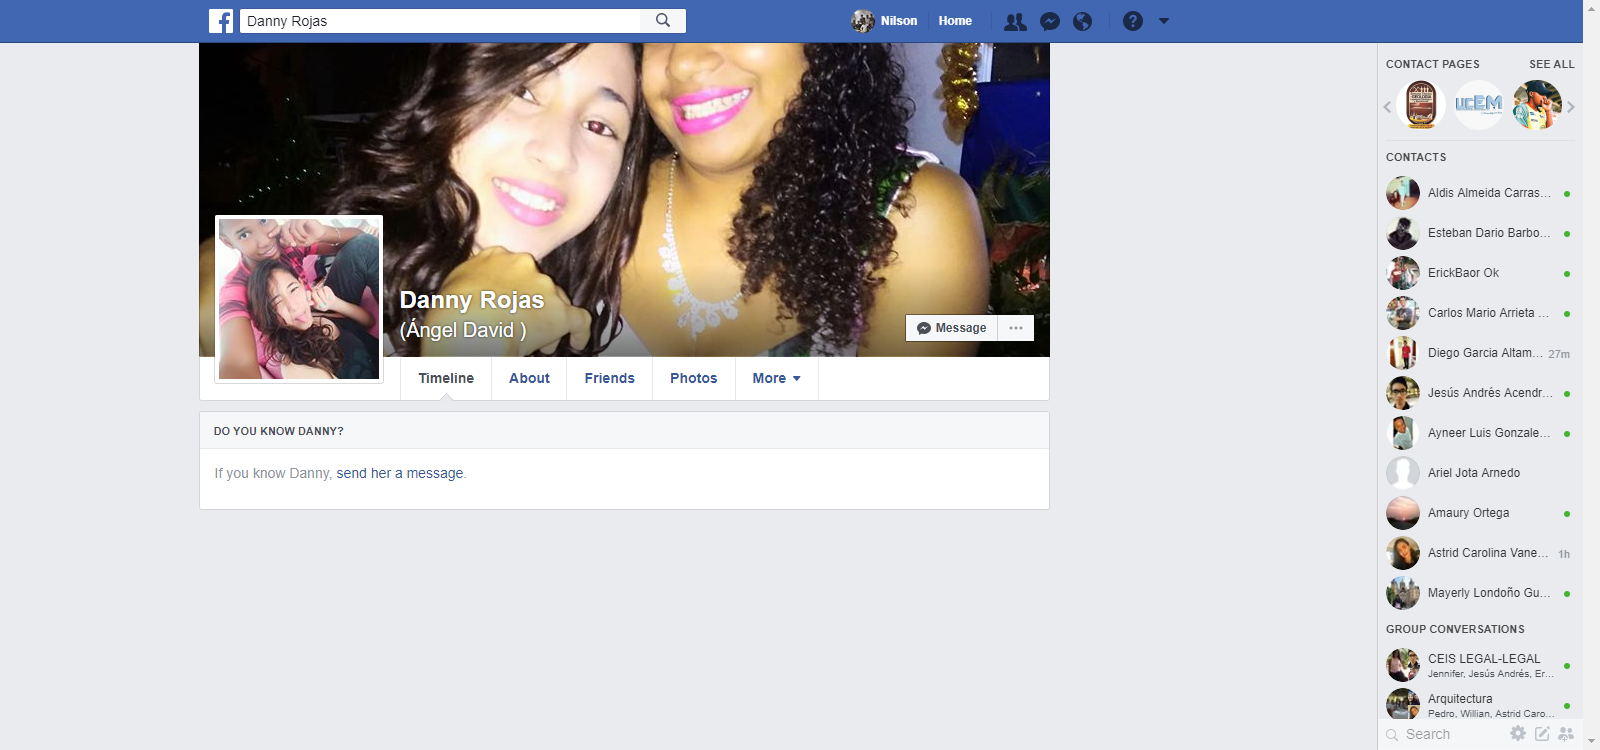 Danny Rojas
Nilson
Home
Danny Rojas
(Ángel David )
Message
Timeline
About
Friends
Photos
More
DO YOU KNOW DANNY?
If you know Danny, send her a message.
CONTACT PAGES
SEE ALL
UCEM
CONTACTS
Aldis Almeida Carras...
Esteban Dario Barbo...
ErickBaor Ok
Carlos Mario Arrieta ...
Diego Garcia Altam... 27m
Jesús Andrés Acendr...
Ayneer Luis Gonzale...
Ariel Jota Arnedo
Amaury Ortega
Astrid Carolina Vane... 1h
Mayerly Londoño Gu...
GROUP CONVERSATIONS
CEIS LEGAL-LEGAL
Jennifer, Jesús Andrés, Er...
Arquitectura
Pedro, Willian, Astrid Caro...
Search